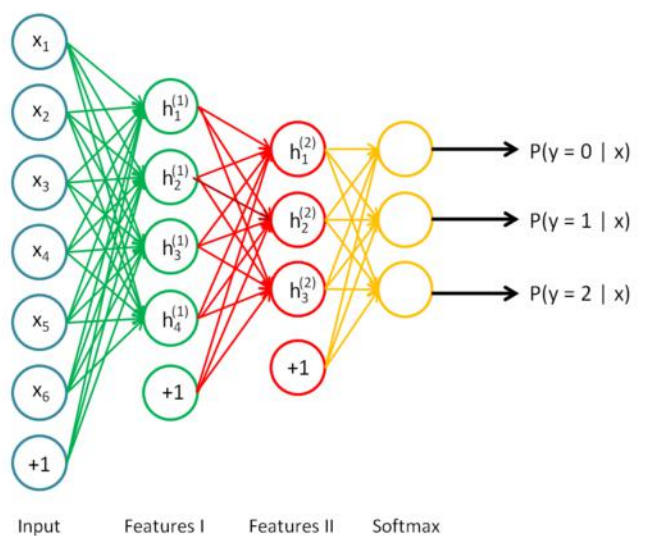 x₁
x₂
x₃
x₄
x₅
x₆
+1
h₁⁽¹⁾
h₂⁽¹⁾
h₃⁽¹⁾
h₄⁽¹⁾
+1
h₁⁽²⁾
h₂⁽²⁾
h₃⁽²⁾
+1
P(y = 0 | x)
P(y = 1 | x)
P(y = 2 | x)
Input Features I Features II Softmax